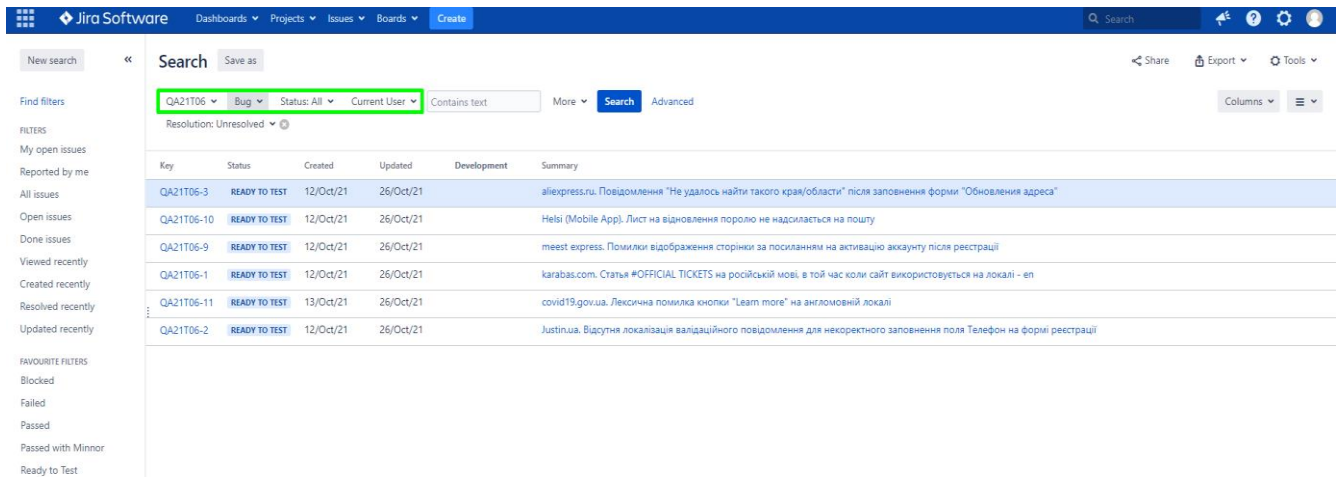 Jira Software Dashboards Projects Issues Boards Create Search
New search « Search Save as Share Export Tools
Find filters QA21T06 Bug Status: All Current User Contains text More Search Advanced Columns
Resolution: Unresolved
FILTERS
My open issues
Reported by me
All issues
Open issues
Done issues
Viewed recently
Created recently
Resolved recently
Updated recently
FAVOURITE FILTERS
Blocked
Failed
Passed
Passed with Minnor
Ready to Test
Key Status Created Updated Development Summary
QA21T06-3 READY TO TEST 12/Oct/21 26/Oct/21 aliexpress.ru. Повідомлення "Не удалось найти такого края/области" після заповнення форми "Обновления адреса"
QA21T06-10 READY TO TEST 12/Oct/21 26/Oct/21 Helsi (Mobile App). Лист на відновлення поролю не надсилається на пошту
QA21T06-9 READY TO TEST 12/Oct/21 26/Oct/21 meest express. Помилки відображення сторінки за посиланням на активацію аккаунту після реєстрації
QA21T06-1 READY TO TEST 12/Oct/21 26/Oct/21 karabas.com. Статья #OFFICIAL TICKETS на російській мові, в той час коли сайт використовується на локалі - en
QA21T06-11 READY TO TEST 13/Oct/21 26/Oct/21 covid19.gov.ua. Лексична помилка кнопки "Learn more" на англомовній локалі
QA21T06-2 READY TO TEST 12/Oct/21 26/Oct/21 Justin.ua. Відсутня локалізація валідаційного повідомлення для некоректного заповнення поля Телефон на формі реєстрації